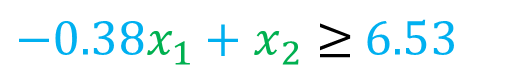 −0.38x₁ + x₂ ≥ 6.53